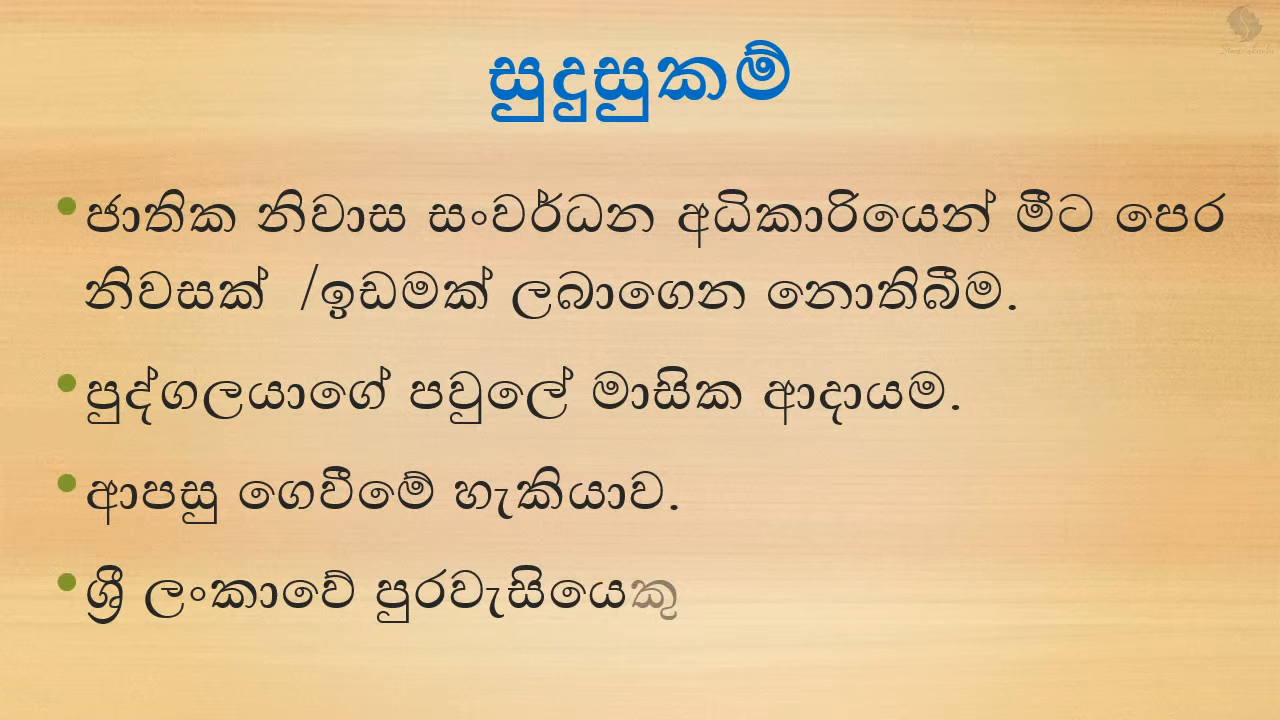 සුදුසුකම්
ජාතික නිවාස සංවර්ධන අධිකාරියෙන් මීට පෙර
නිවසක් /ඉඩමක් ලබාගෙන නොතිබීම.
පුද්ගලයාගේ පවුලේ මාසික ආදායම.
ආපසු ගෙවීමේ හැකියාව.
ශ්‍රී ලංකාවේ පුරවැසියෙකු